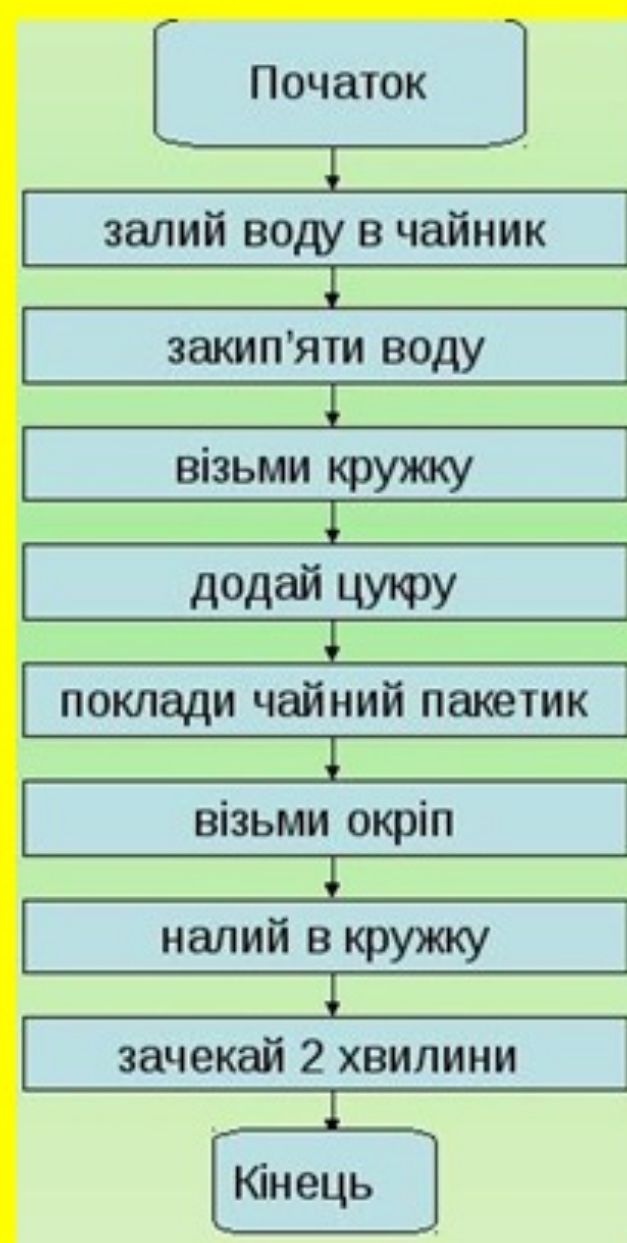 Початок
залий воду в чайник
закип’яти воду
візьми кружку
додай цукру
поклади чайний пакетик
візьми окріп
налий в кружку
зачекай 2 хвилини
Кінець